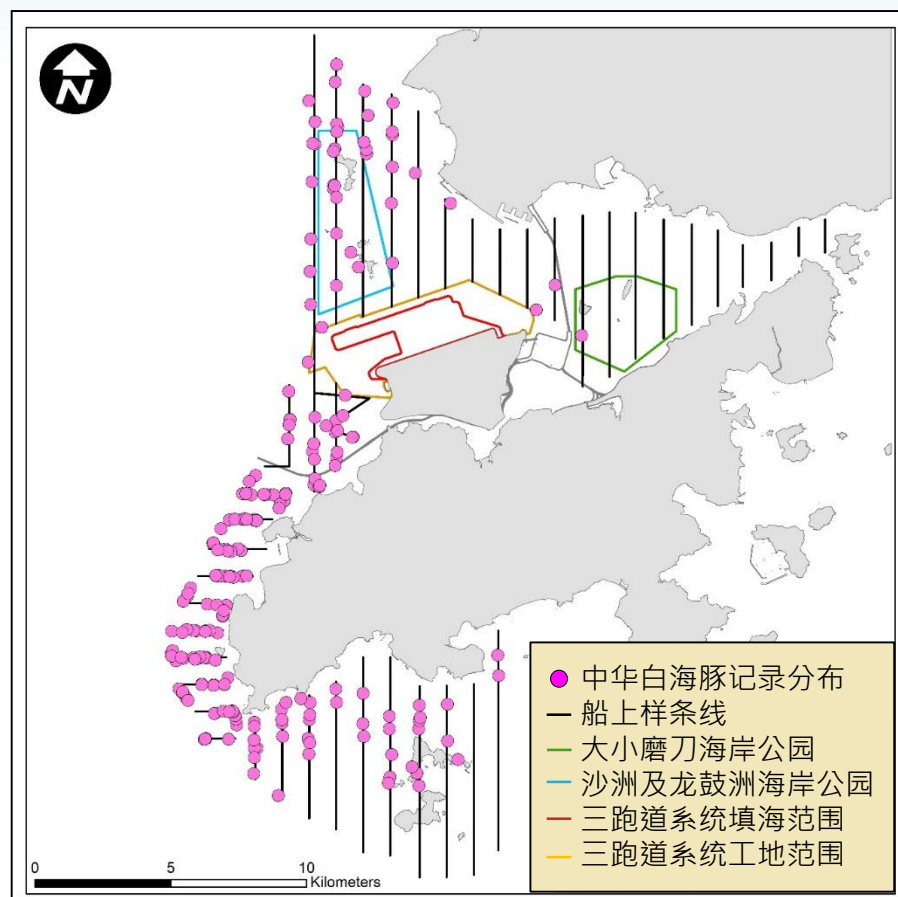 N
中华白海豚记录分布
船上样条线
大小磨刀海岸公园
沙洲及龙鼓洲海岸公园
三跑道系统填海范围
三跑道系统工地范围
0 5 10
Kilometers